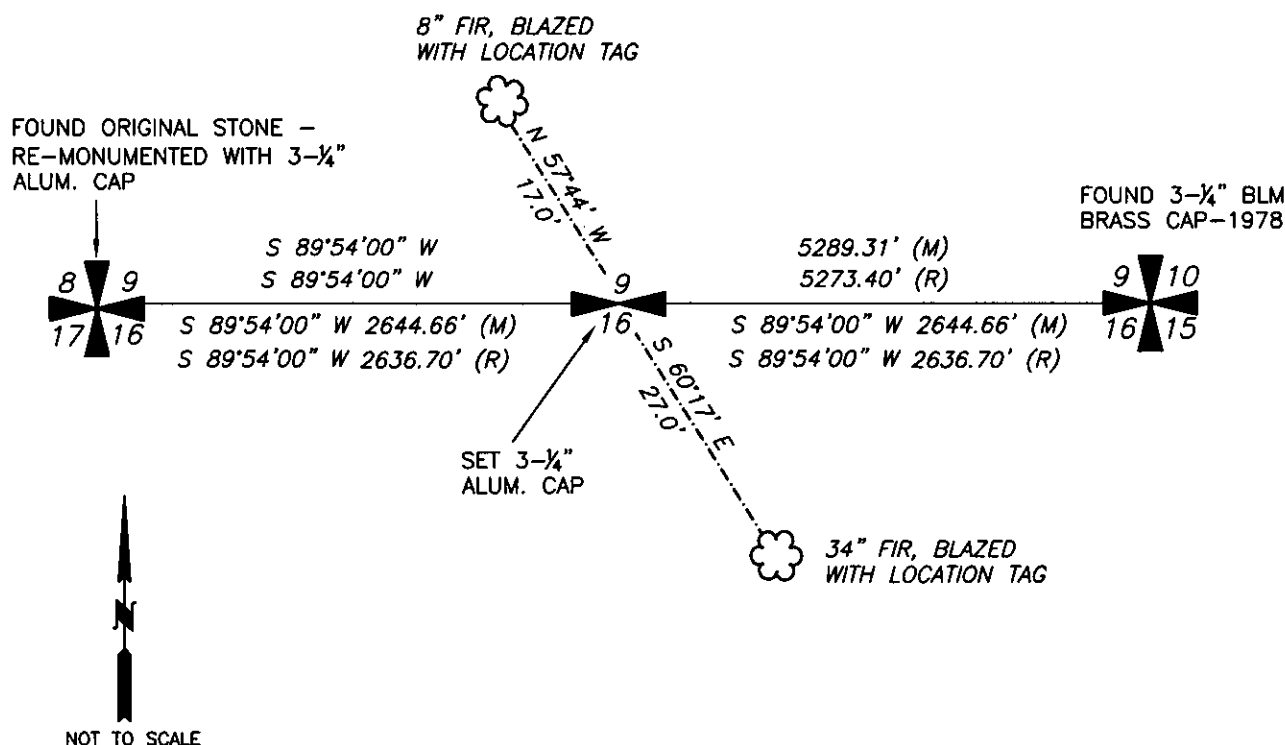 8" FIR, BLAZED
WITH LOCATION TAG
FOUND ORIGINAL STONE –
RE-MONUMENTED WITH 3-¼"
ALUM. CAP
N 57°44' W
17.0'
FOUND 3-¼" BLM
BRASS CAP-1978
S 89°54'00" W
5289.31' (M)
S 89°54'00" W
5273.40' (R)
8 9
17 16
9
16
9 10
16 15
S 89°54'00" W 2644.66' (M)
S 89°54'00" W 2636.70' (R)
S 89°54'00" W 2644.66' (M)
S 89°54'00" W 2636.70' (R)
S 60°17' E
27.0'
SET 3-¼"
ALUM. CAP
34" FIR, BLAZED
WITH LOCATION TAG
N
NOT TO SCALE